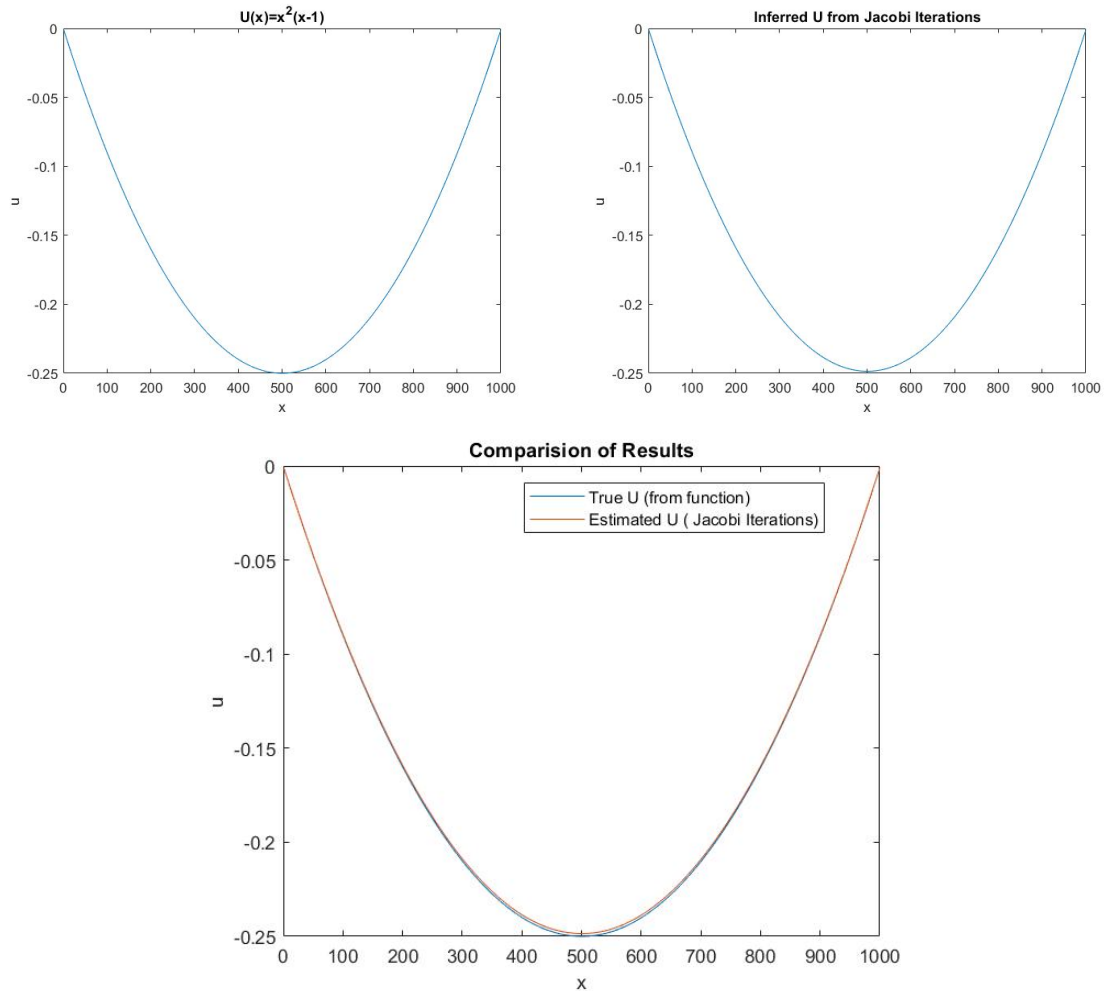 U(x)=x²(x-1)
0
-0.05
-0.1
-0.15
-0.2
-0.25
u
0 100 200 300 400 500 600 700 800 900 1000
x
Inferred U from Jacobi Iterations
0
-0.05
-0.1
-0.15
-0.2
-0.25
u
0 100 200 300 400 500 600 700 800 900 1000
x
Comparision of Results
True U (from function)
Estimated U ( Jacobi Iterations)
0
-0.05
-0.1
-0.15
-0.2
-0.25
u
0 100 200 300 400 500 600 700 800 900 1000
x